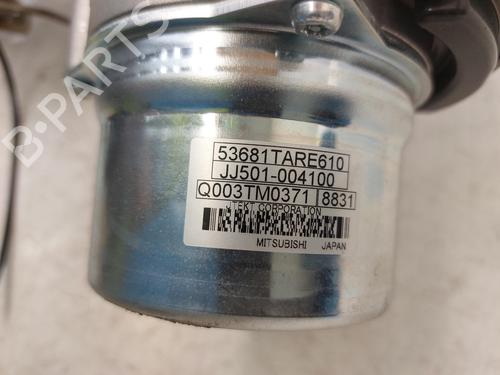 B-PARTS
53681TARE610
JJ501-004100
Q003TM0371 8831
JTEKT CORPORATION
MITSUBISHI JAPAN